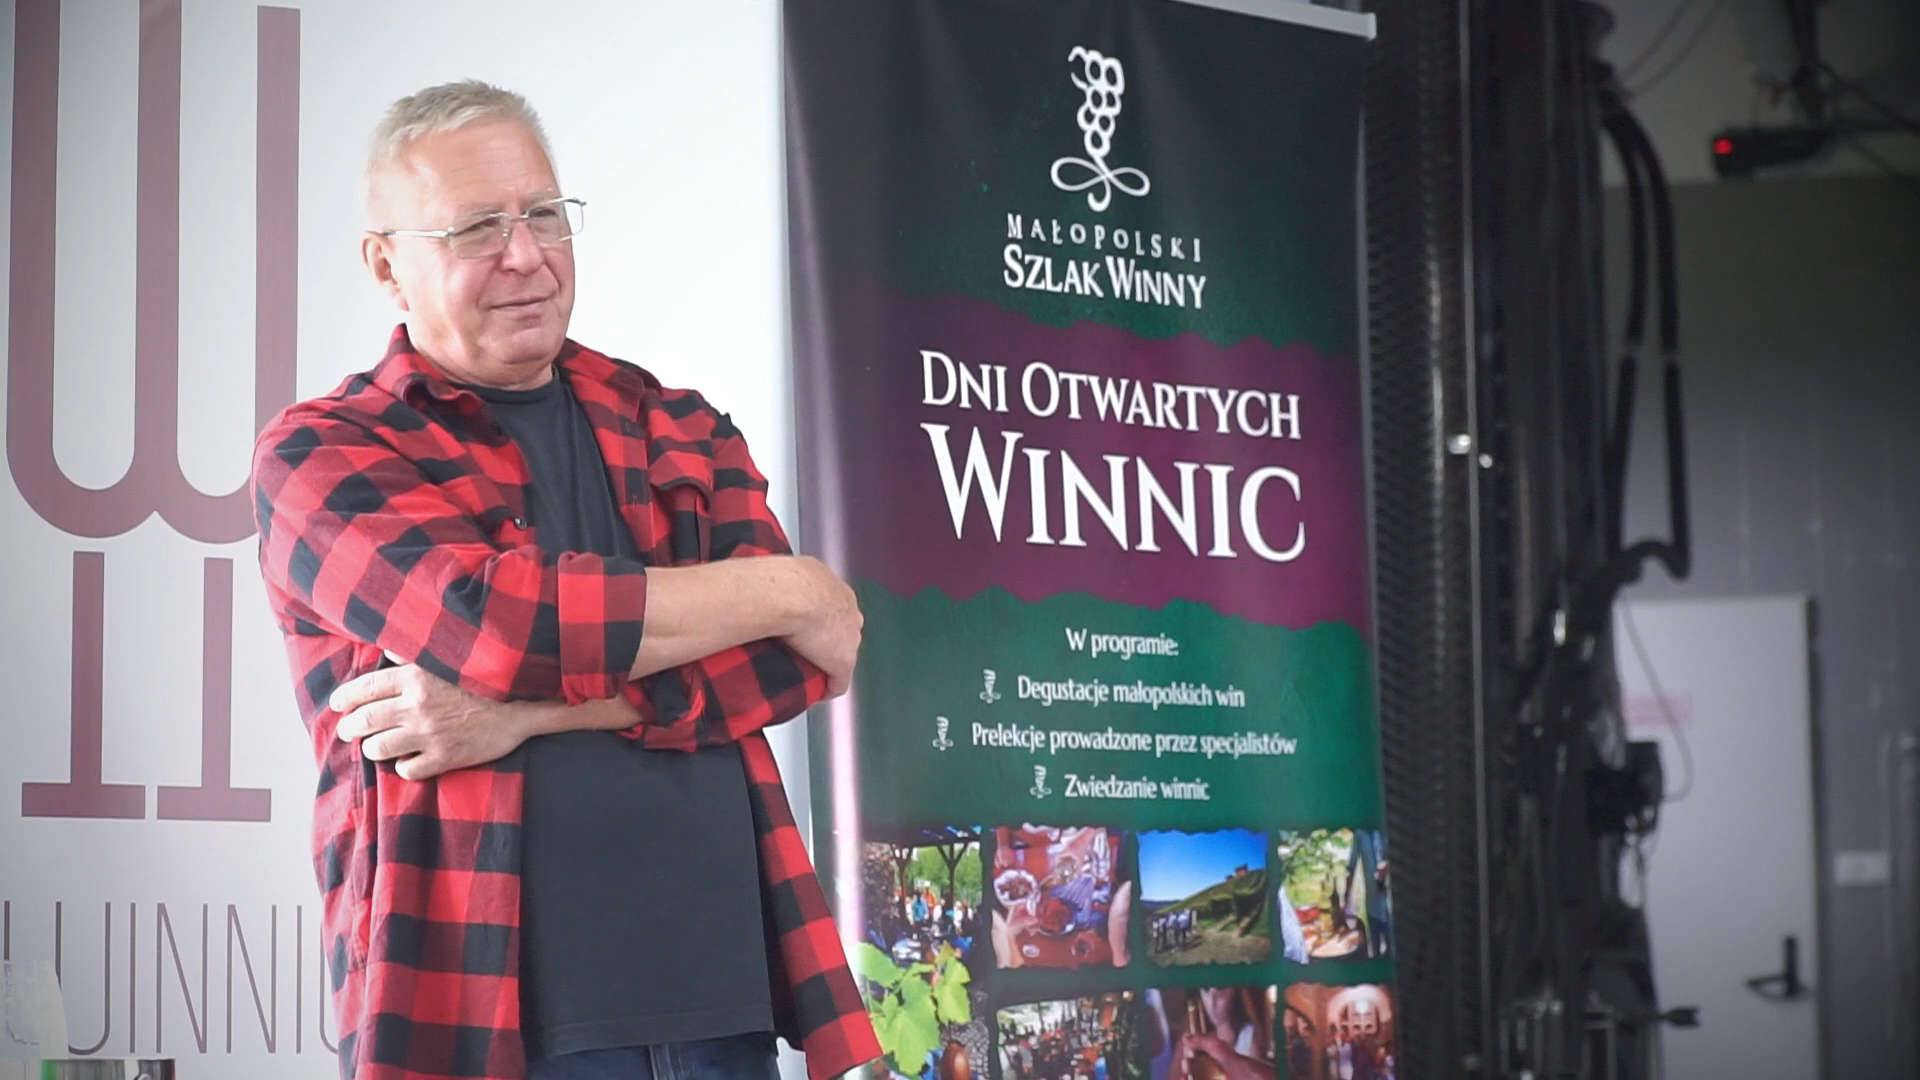 MAŁOPOLSKI
SZLAK WINNY
DNI OTWARTYCH
WINNIC
W programie:
Degustacje małopolskich win
Prelekcje prowadzone przez specjalistów
Zwiedzanie winnic